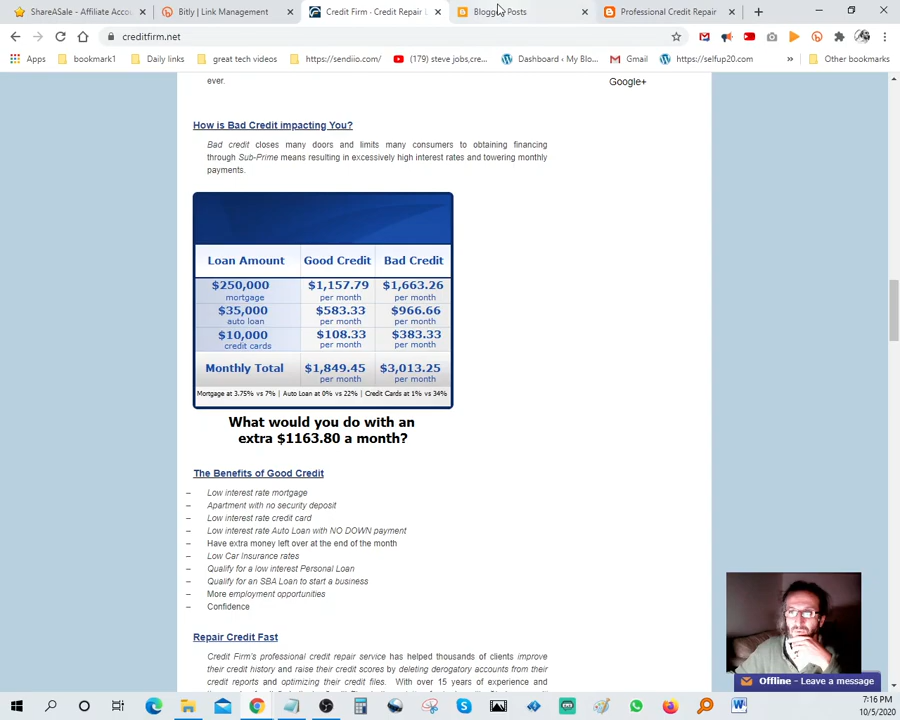 ShareASale - Affiliate Accou
Bitly | Link Management
Credit Firm - Credit Repair
Blogg
Posts
Professional Credit Repair
creditfirm.net
Apps
bookmark1
Daily links
great tech videos
https://sendiio.com/
(179) steve jobs,cre...
Dashboard ‹ My Blo...
Gmail
https://selfup20.com
»
Other bookmarks
ever.
Google+
How is Bad Credit impacting You?
Bad credit closes many doors and limits many consumers to obtaining financing
through Sub-Prime means resulting in excessively high interest rates and towering monthly
payments.
Loan Amount Good Credit Bad Credit
$250,000 $1,157.79 $1,663.26
mortgage per month per month
$35,000 $583.33 $966.66
auto loan per month per month
$10,000 $108.33 $383.33
credit cards per month per month
Monthly Total $1,849.45 $3,013.25
per month per month
Mortgage at 3.75% vs 7% | Auto Loan at 0% vs 22% | Credit Cards at 1% vs 34%
What would you do with an
extra $1163.80 a month?
The Benefits of Good Credit
– Low interest rate mortgage
– Apartment with no security deposit
– Low interest rate credit card
– Low interest rate Auto Loan with NO DOWN payment
– Have extra money left over at the end of the month
– Low Car Insurance rates
– Qualify for a low interest Personal Loan
– Qualify for an SBA Loan to start a business
– More employment opportunities
– Confidence
Repair Credit Fast
Credit Firm's professional credit repair service has helped thousands of clients improve
their credit history and raise their credit scores by deleting derogatory accounts from their
credit reports and optimizing their credit files. With over 15 years of experience and
Offline - Leave a message
7:16 PM
10/5/2020